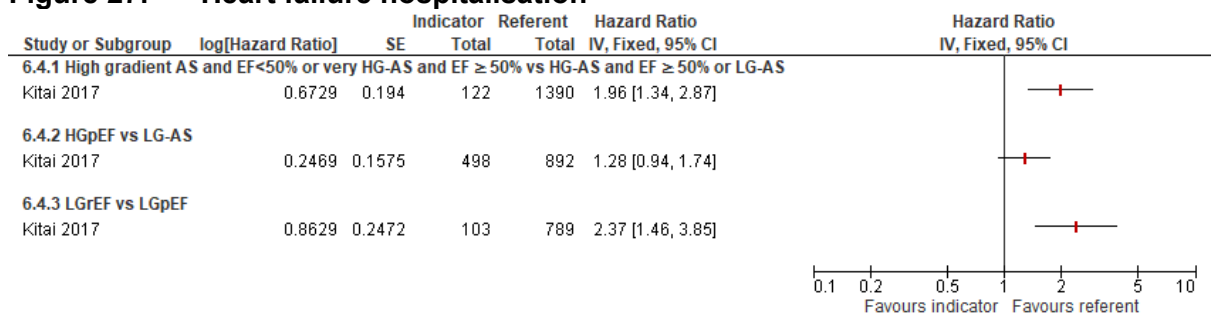 Indicator Referent Hazard Ratio Hazard Ratio
Study or Subgroup log[Hazard Ratio] SE Total Total IV, Fixed, 95% CI IV, Fixed, 95% CI
6.4.1 High gradient AS and EF<50% or very HG-AS and EF ≥ 50% vs HG-AS and EF ≥ 50% or LG-AS
Kitai 2017 0.6729 0.194 122 1390 1.96 [1.34, 2.87]
6.4.2 HGpEF vs LG-AS
Kitai 2017 0.2469 0.1575 498 892 1.28 [0.94, 1.74]
6.4.3 LGrEF vs LGpEF
Kitai 2017 0.8629 0.2472 103 789 2.37 [1.46, 3.85]
0.1 0.2 0.5 1 2 5 10
Favours indicator Favours referent